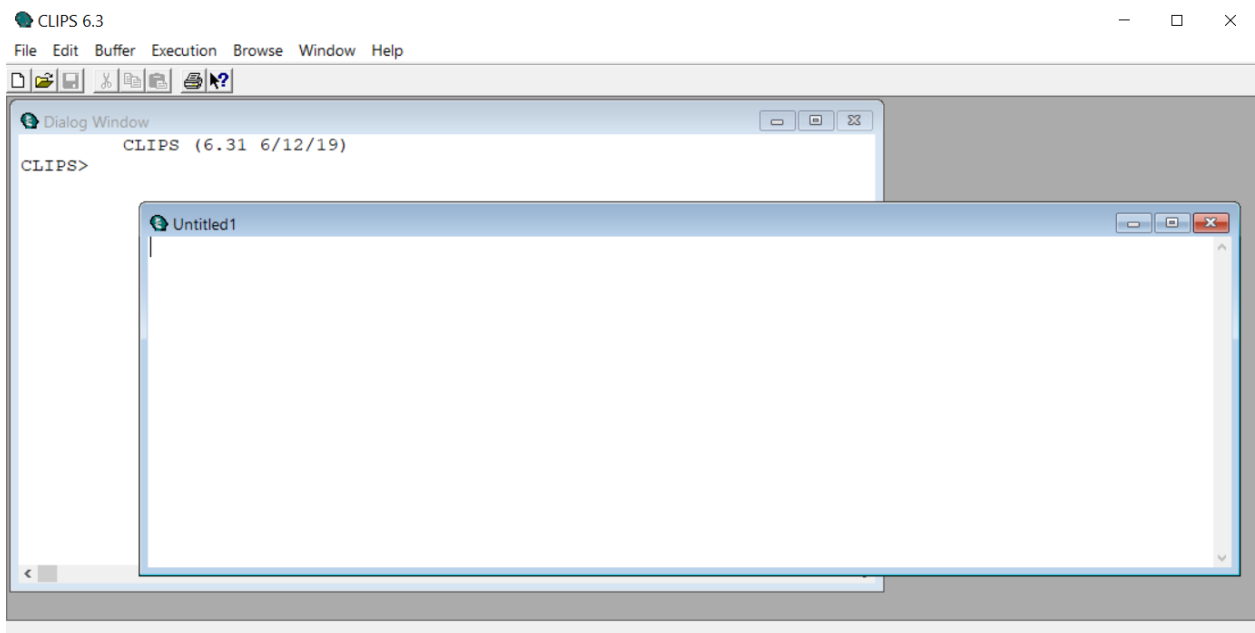 CLIPS 6.3
File Edit Buffer Execution Browse Window Help
Dialog Window
CLIPS (6.31 6/12/19)
CLIPS>
Untitled1